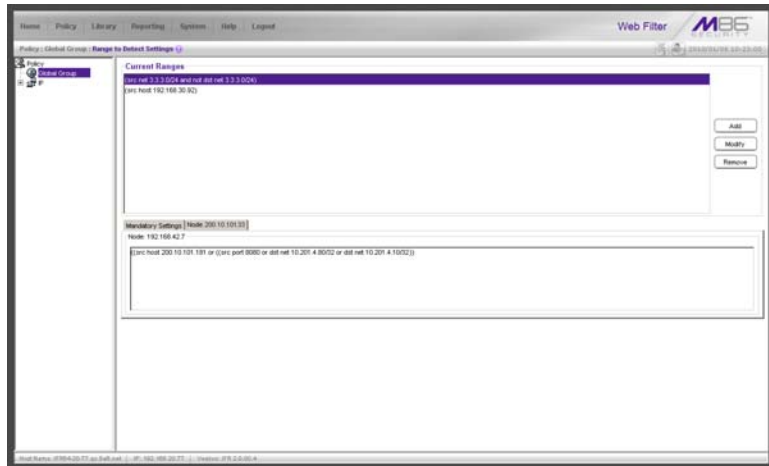 Home Policy Library Reporting System Help Logout
Web Filter
M86
SECURITY
Policy : Global Group : Range to Detect Settings
Policy
Global Group
IP
Current Ranges
(src net 3.3.3.0/24 and not dst net 3.3.3.0/24)
(src host 192.168.30.92)
Add
Modify
Remove
Mandatory Settings
Node 200.10.101.33
Node: 192.168.42.7
((src host 200.10.101.191 or ((src port 8080 or dst net 10.201.4.80/32 or dst net 10.201.4.10/32))